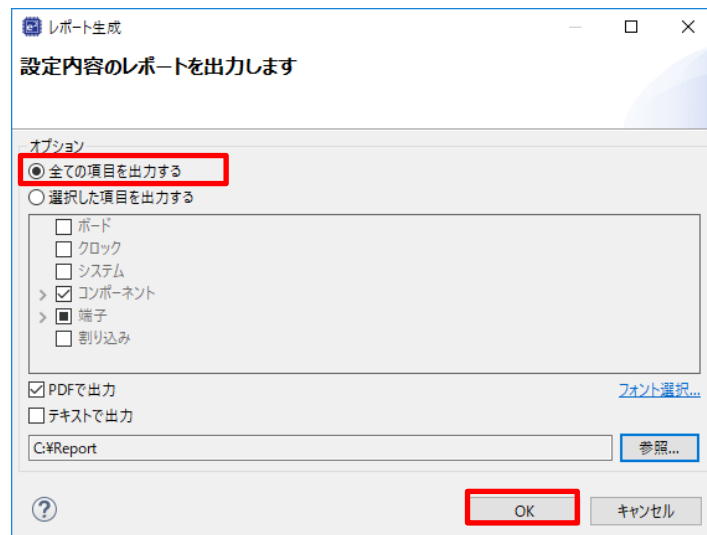 レポート生成
設定内容のレポートを出力します
オプション
全ての項目を出力する
選択した項目を出力する
ボード
クロック
システム
コンポーネント
端子
割り込み
PDFで出力
フォント選択...
テキストで出力
C:¥Report
参照...
OK
キャンセル